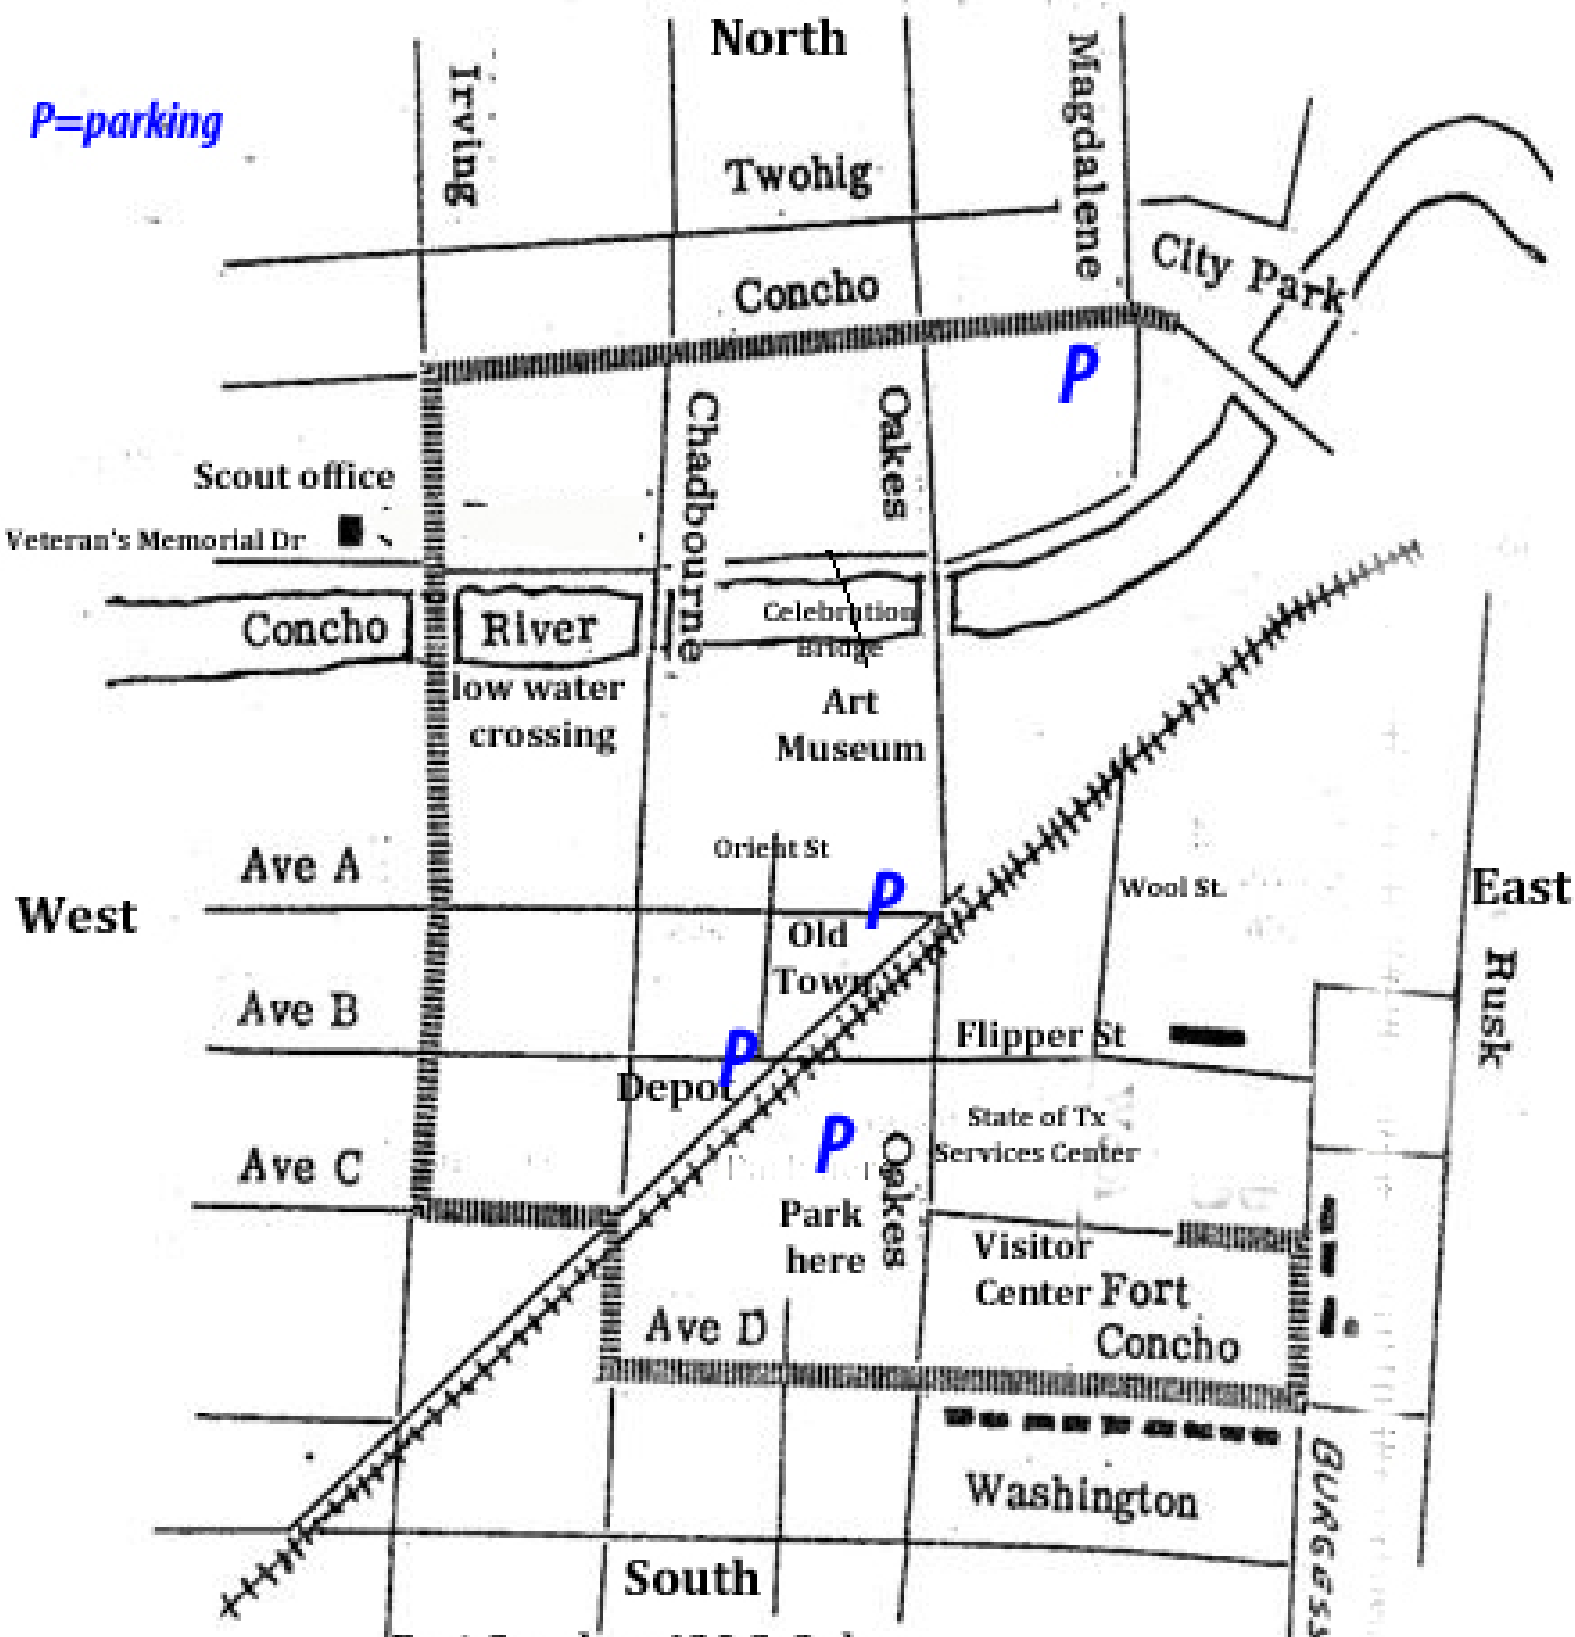 North
Irving
Magdalene
P=parking
Twohig
City Park
Concho
P
Chadbourne
Oakes
Scout office
Veteran's Memorial Dr
Concho
River
Celebration
Bridge
low water
crossing
Art
Museum
Orient St
Ave A
P
Wool St.
East
West
Old
Town
Rusk
Ave B
P
Flipper St
Depot
P
State of Tx
Services Center
Oakes
Ave C
Park
here
Visitor
Center
Fort
Concho
Ave D
Washington
BURGESS
South